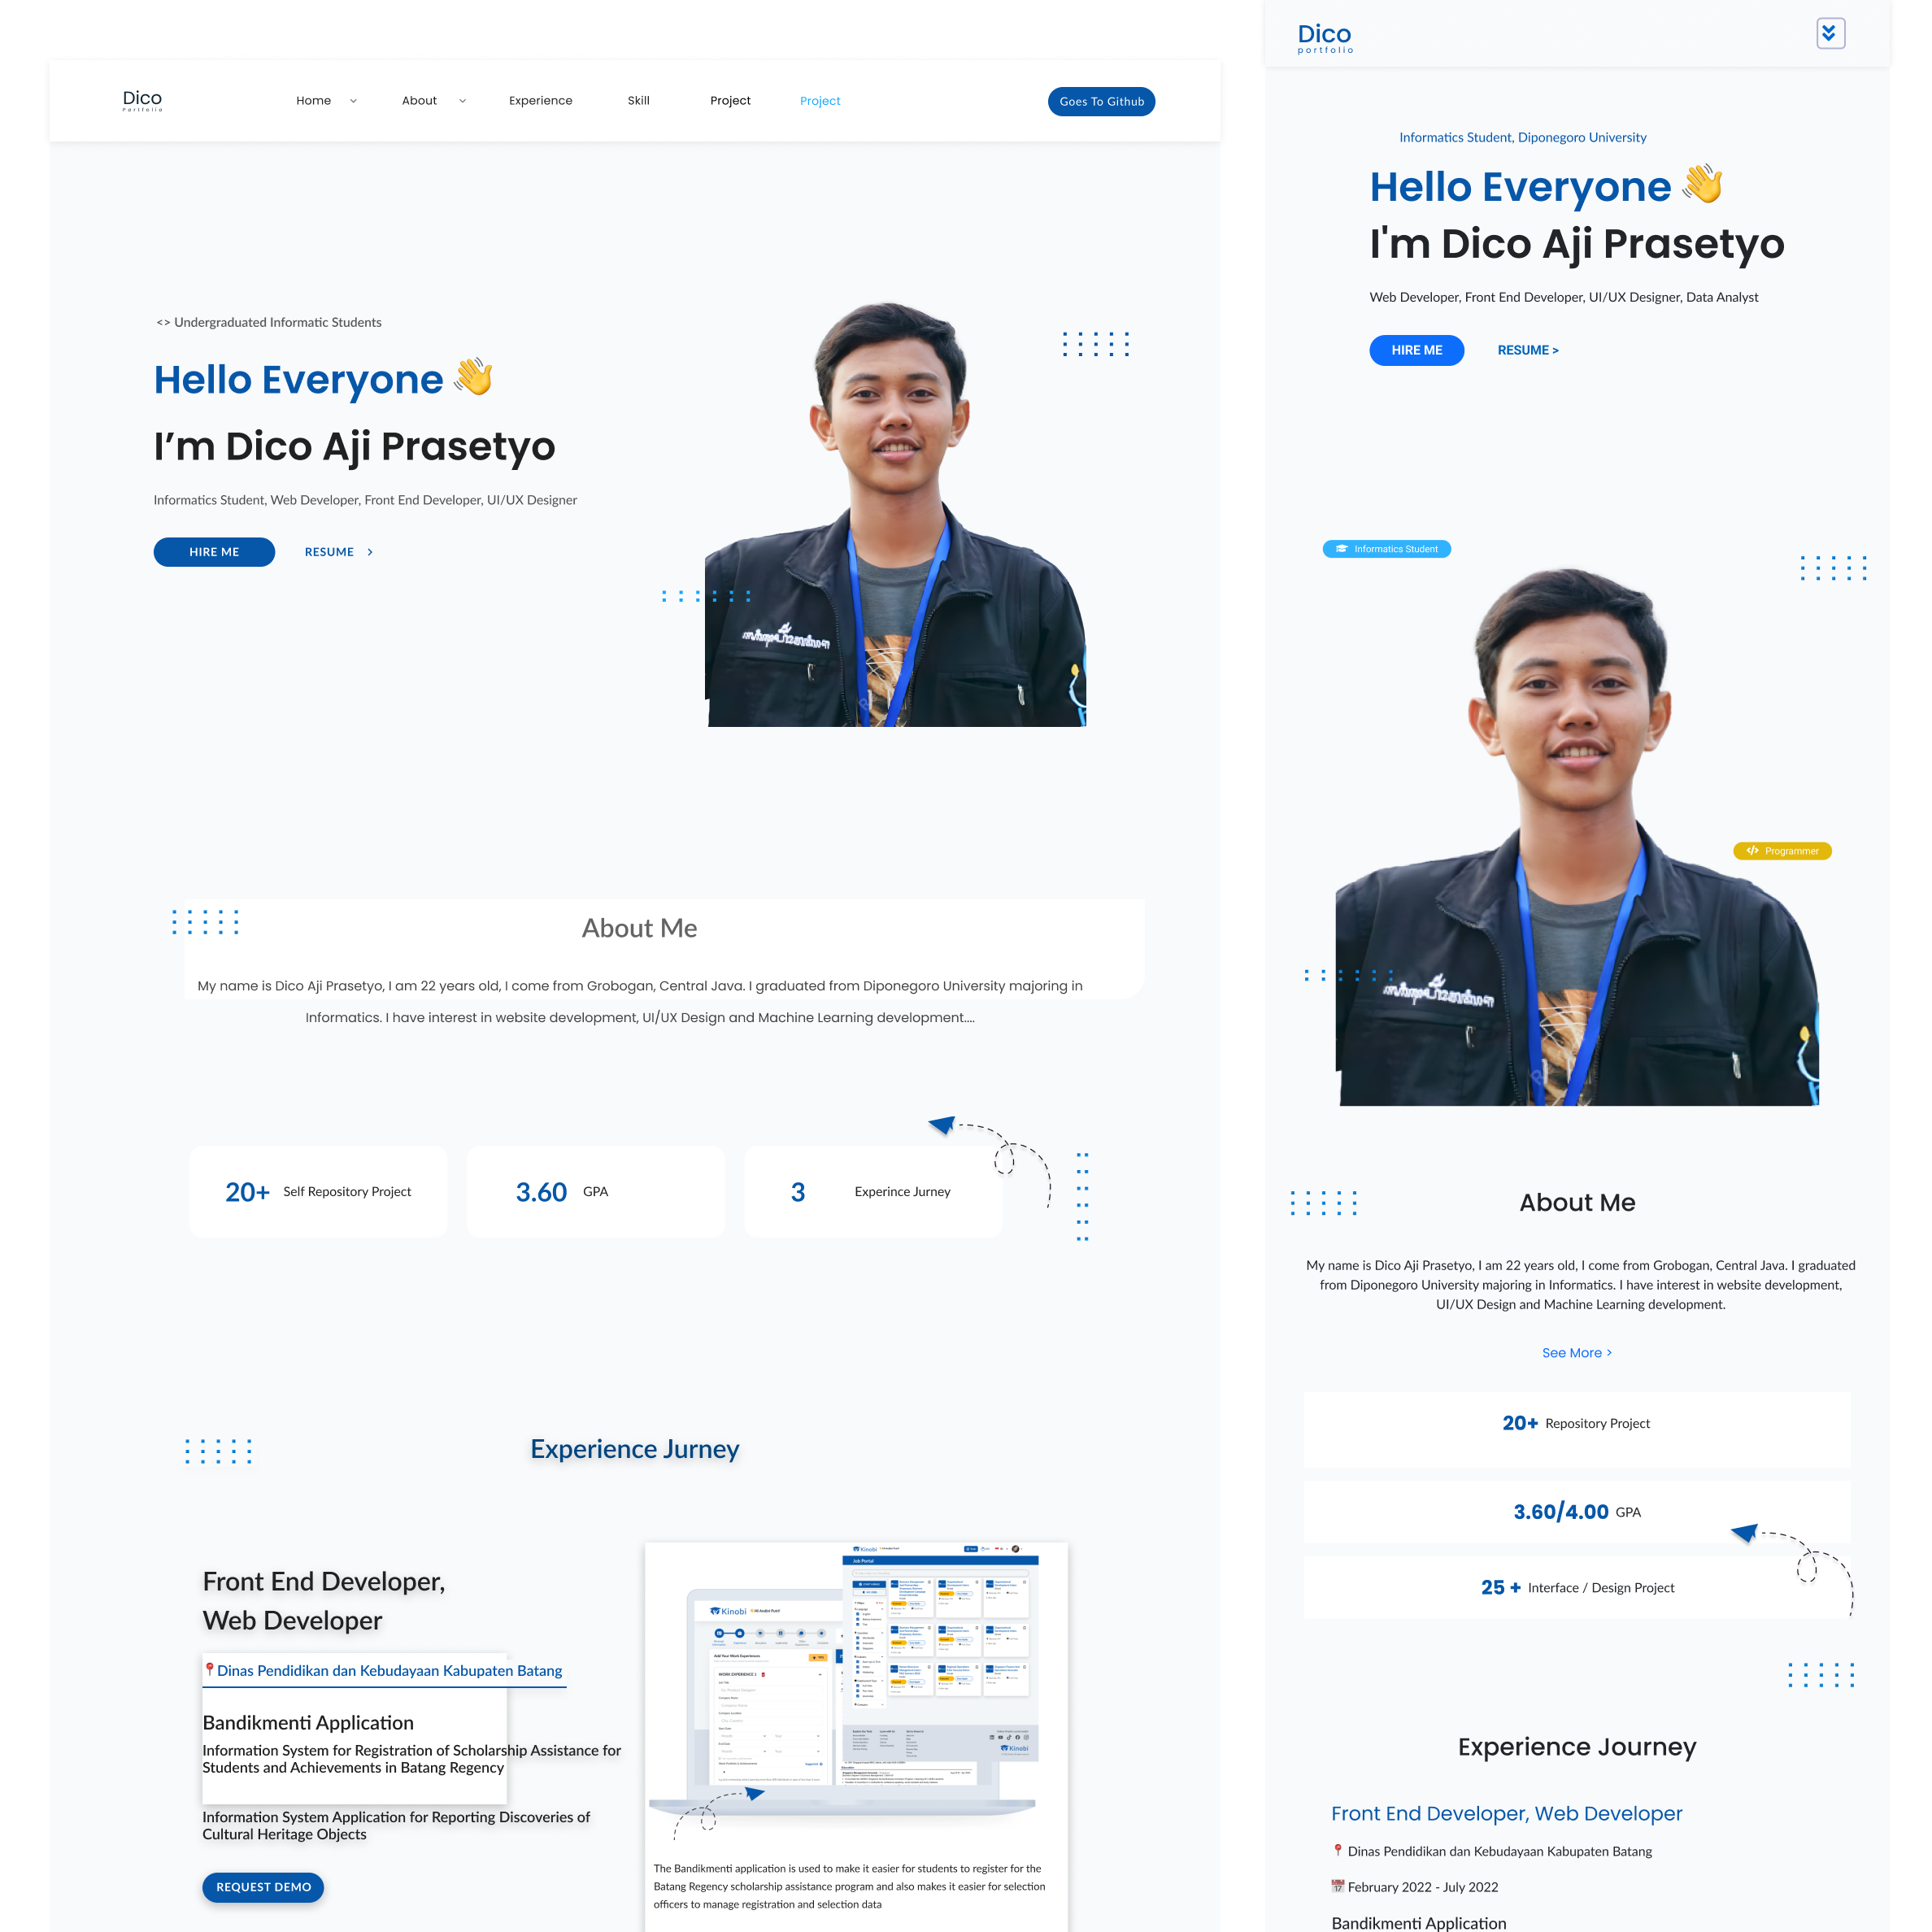 Dico
Portfolio
Home
About
Experience
Skill
Project
Project
Goes To Github
<> Undergraduated Informatic Students
Hello Everyone 👋
I’m Dico Aji Prasetyo
Informatics Student, Web Developer, Front End Developer, UI/UX Designer
HIRE ME
RESUME >
About Me
My name is Dico Aji Prasetyo, I am 22 years old, I come from Grobogan, Central Java. I graduated from Diponegoro University majoring in
Informatics. I have interest in website development, UI/UX Design and Machine Learning development....
20+ Self Repository Project
3.60 GPA
3 Experince Jurney
Experience Jurney
Front End Developer,
Web Developer
📍Dinas Pendidikan dan Kebudayaan Kabupaten Batang
Bandikmenti Application
Information System for Registration of Scholarship Assistance for
Students and Achievements in Batang Regency
Information System Application for Reporting Discoveries of
Cultural Heritage Objects
REQUEST DEMO
Kinobi
Job Portal
Kinobi
Add Your Work Experiences
WORK EXPERIENCE 1
Kinobi
The Bandikmenti application is used to make it easier for students to register for the
Batang Regency scholarship assistance program and also makes it easier for selection
officers to manage registration and selection data
Dico
portfolio
Informatics Student, Diponegoro University
Hello Everyone 👋
I'm Dico Aji Prasetyo
Web Developer, Front End Developer, UI/UX Designer, Data Analyst
HIRE ME
RESUME >
Informatics Student
</> Programmer
About Me
My name is Dico Aji Prasetyo, I am 22 years old, I come from Grobogan, Central Java. I graduated
from Diponegoro University majoring in Informatics. I have interest in website development,
UI/UX Design and Machine Learning development.
See More >
20+ Repository Project
3.60/4.00 GPA
25 + Interface / Design Project
Experience Journey
Front End Developer, Web Developer
📍 Dinas Pendidikan dan Kebudayaan Kabupaten Batang
📅 February 2022 - July 2022
Bandikmenti Application